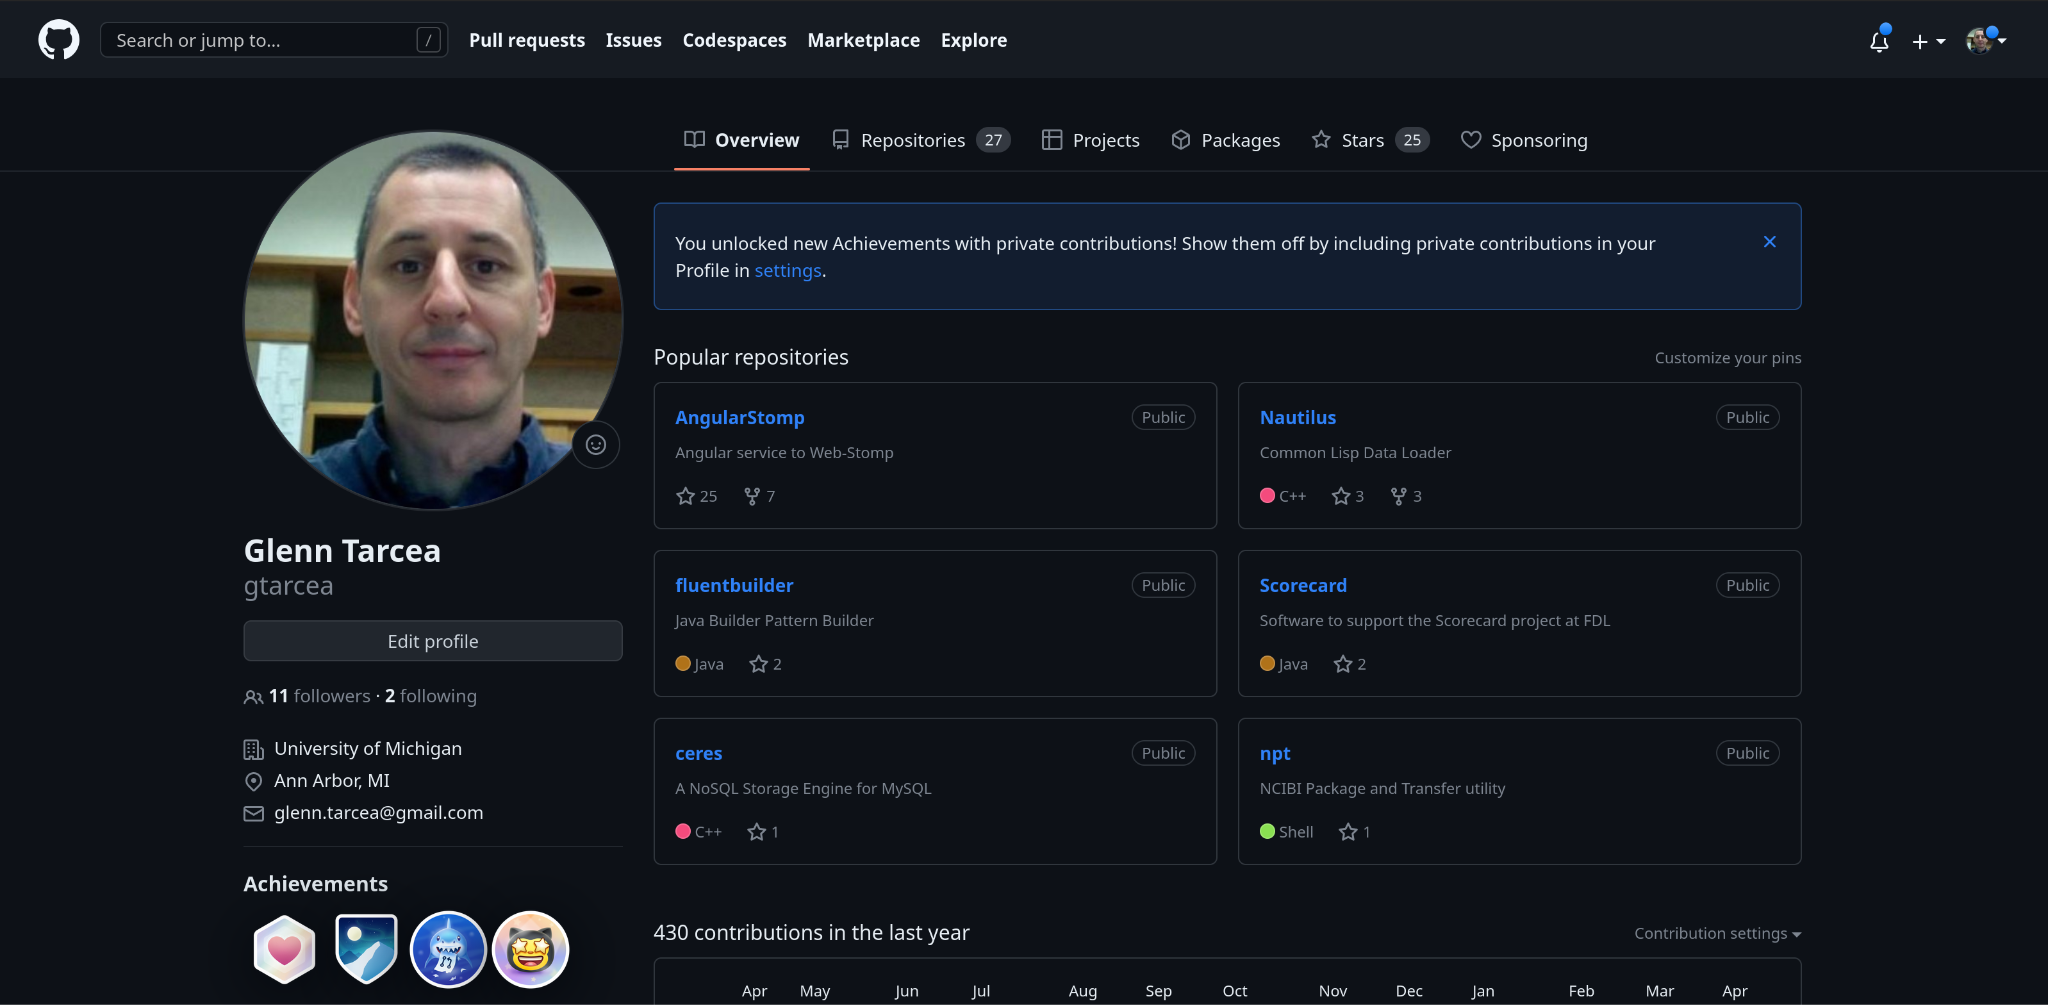 Search or jump to... /
Pull requests Issues Codespaces Marketplace Explore
Overview Repositories 27 Projects Packages Stars 25 Sponsoring
Glenn Tarcea
gtarcea
Edit profile
11 followers · 2 following
University of Michigan
Ann Arbor, MI
glenn.tarcea@gmail.com
Achievements
You unlocked new Achievements with private contributions! Show them off by including private contributions in your
Profile in settings.
Popular repositories
Customize your pins
AngularStomp Public
Angular service to Web-Stomp
25 7
Nautilus Public
Common Lisp Data Loader
C++ 3 3
fluentbuilder Public
Java Builder Pattern Builder
Java 2
Scorecard Public
Software to support the Scorecard project at FDL
Java 2
ceres Public
A NoSQL Storage Engine for MySQL
C++ 1
npt Public
NCIBI Package and Transfer utility
Shell 1
430 contributions in the last year
Contribution settings
Apr May Jun Jul Aug Sep Oct Nov Dec Jan Feb Mar Apr